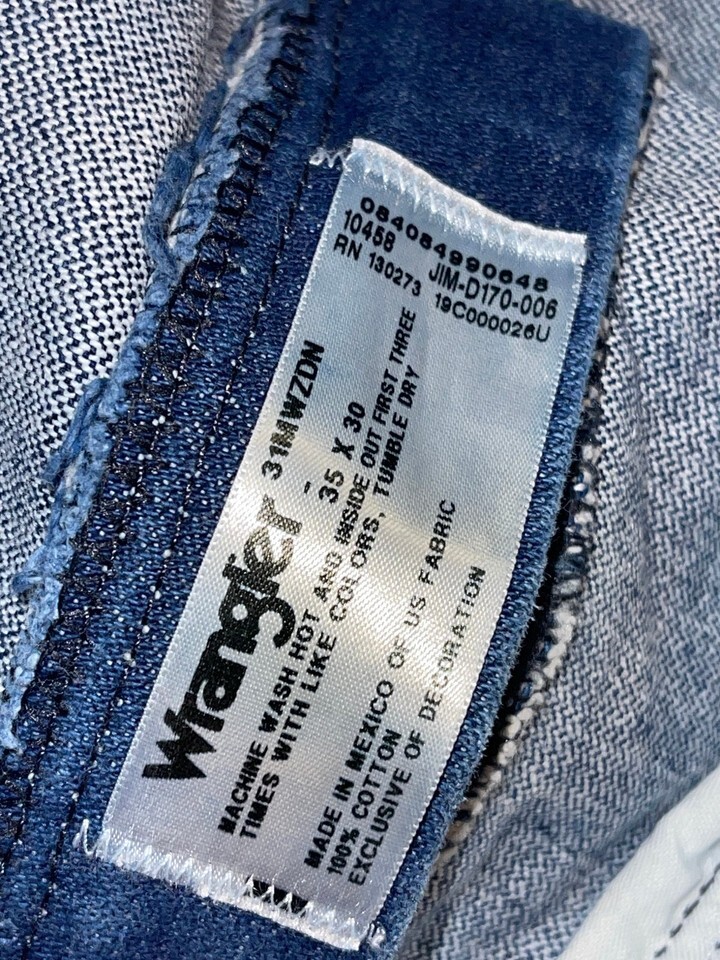 084084990648
10458 JIM-D170-006
RN 130273 19C000026U
Wrangler 31MWZDN
- 35 X 30
MACHINE WASH HOT AND INSIDE OUT FIRST THREE
TIMES WITH LIKE COLORS, TUMBLE DRY
MADE IN MEXICO OF US FABRIC
100% COTTON
EXCLUSIVE OF DECORATION